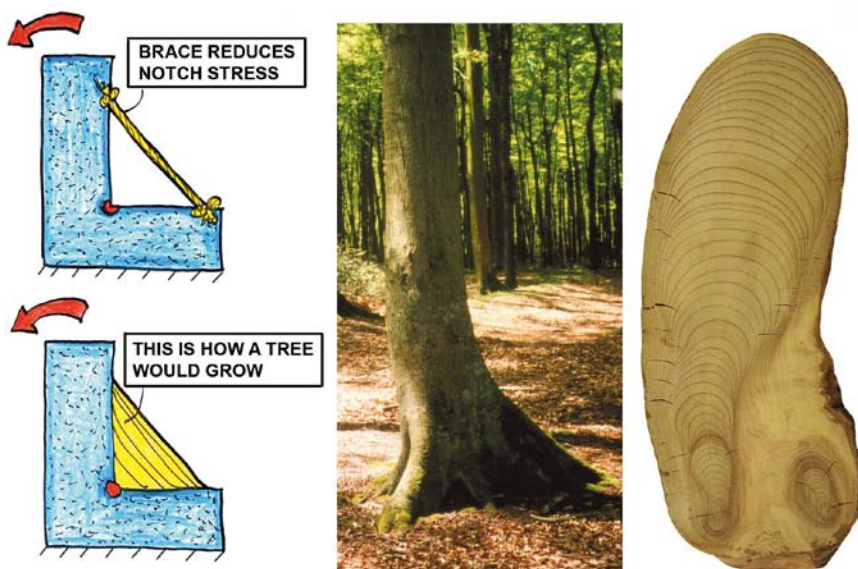 BRACE REDUCES
NOTCH STRESS
THIS IS HOW A TREE
WOULD GROW